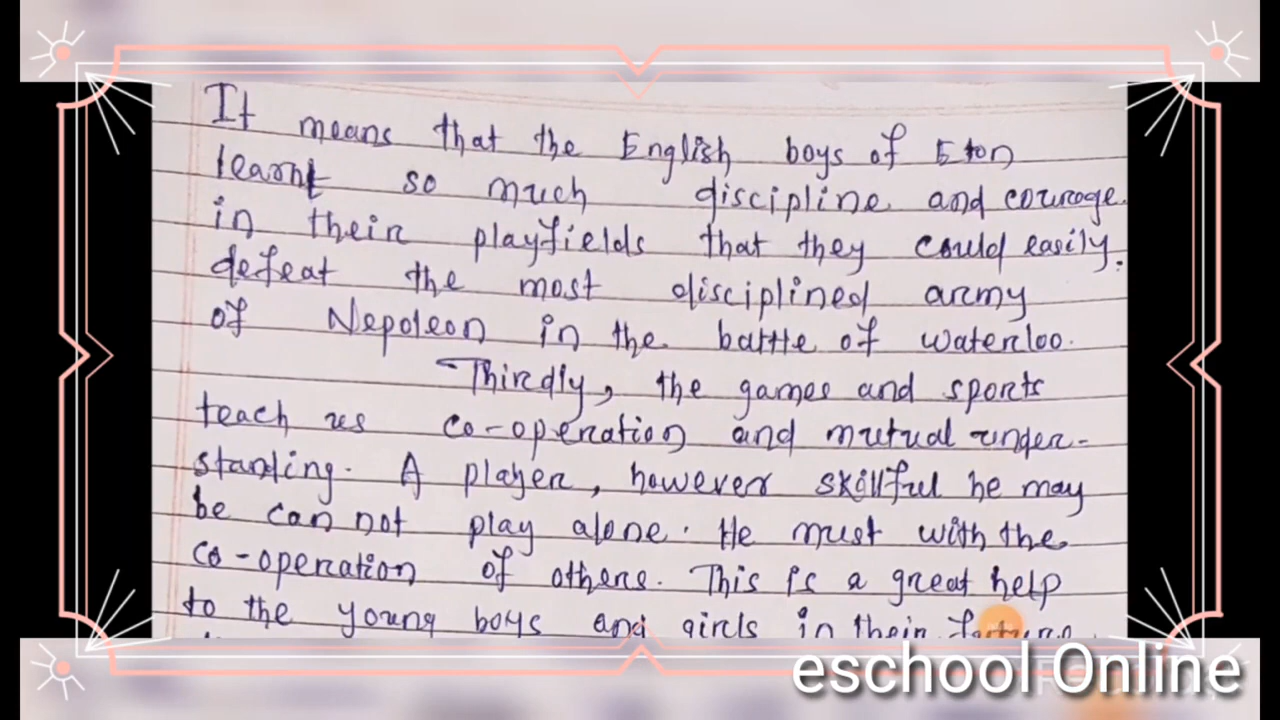 It means that the English boys of Eton
learnt so much discipline and courage
in their playfields that they could easily.
defeat the most disciplined army
of Nepoleon in the battle of waterloo.
Thirdly, the games and sports
teach us co-operation and mutual under-
standing. A player, however skillful he may
be can not play alone. He must with the
co-operation of others. This is a great help
to the young boys and girls in their future
eschool Online